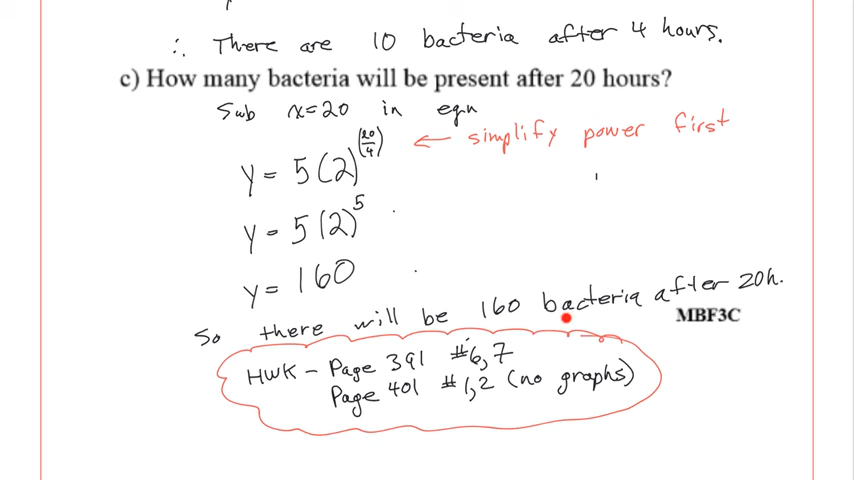 ∴ There are 10 bacteria after 4 hours.
c) How many bacteria will be present after 20 hours?
Sub x=20 in eqn
y = 5(2)^(20/4) ← simplify power first
y = 5(2)^5
y = 160
So there will be 160 bacteria after 20h.
MBF3C
HWK - Page 391 #6,7
Page 401 #1,2 (no graphs)